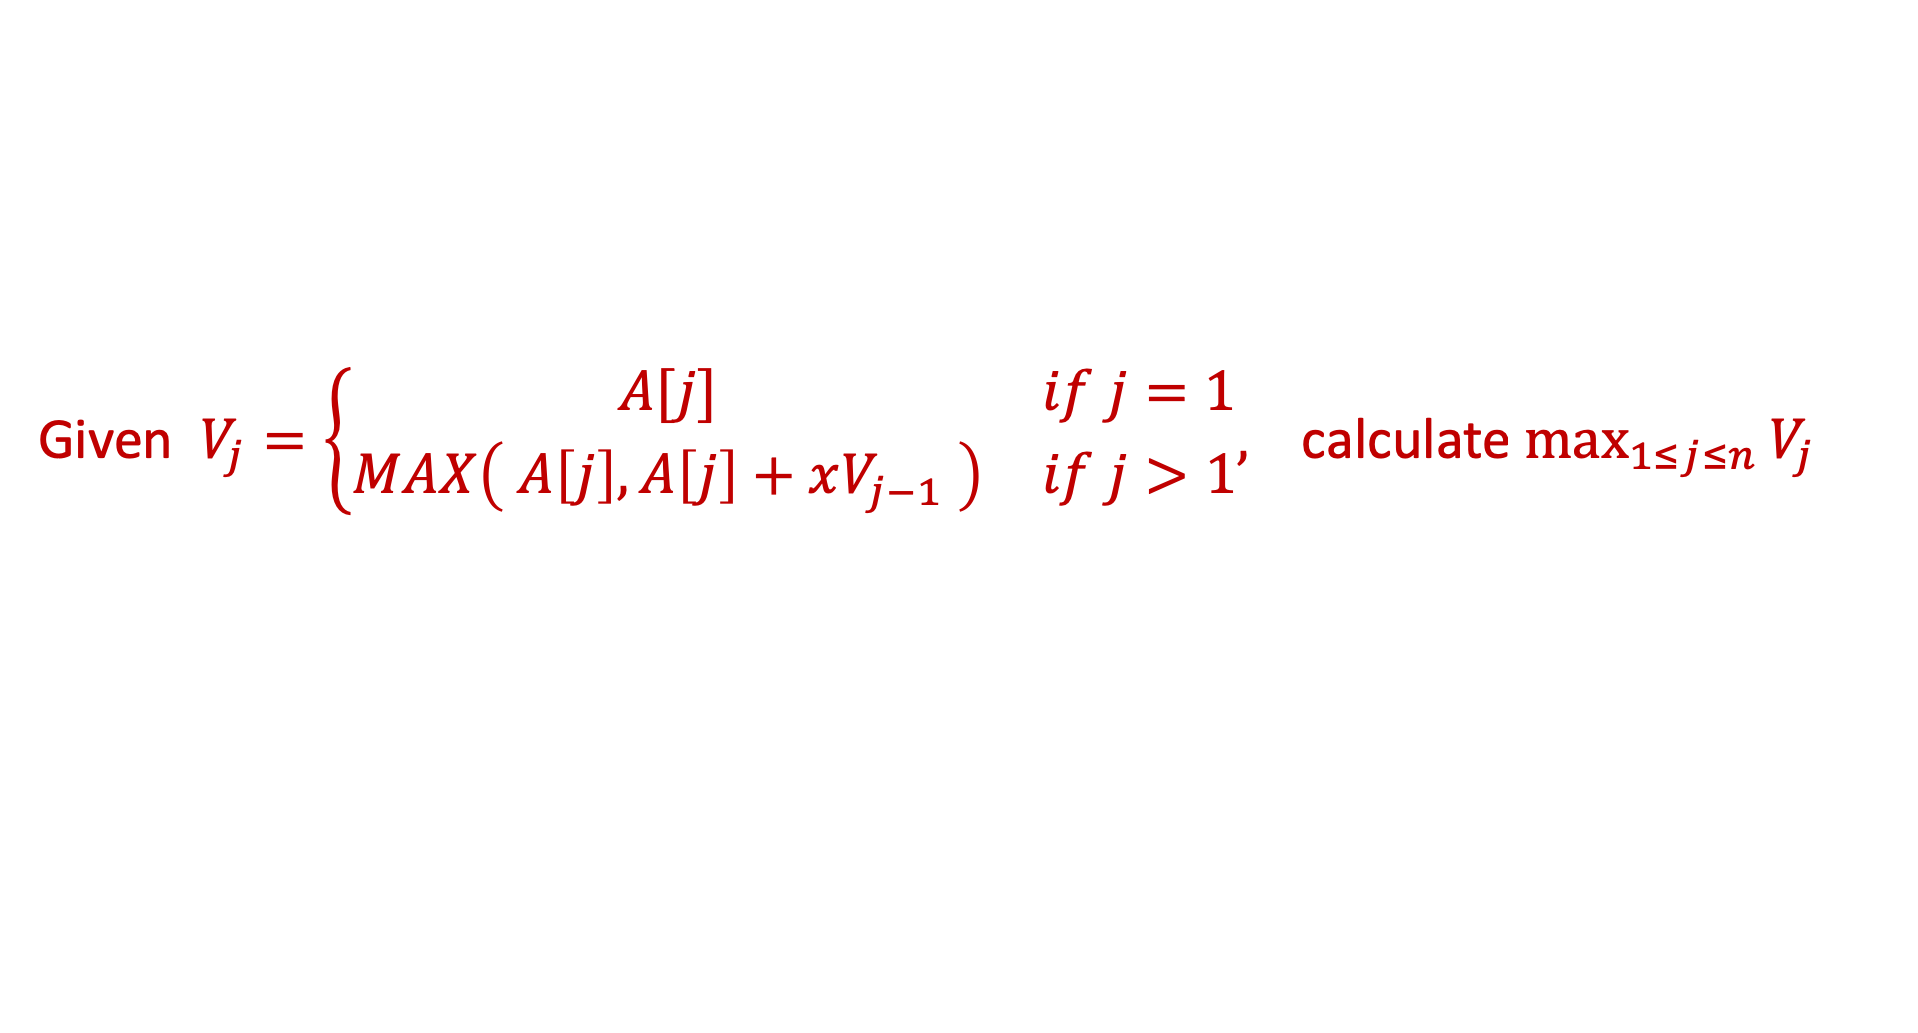 Given V_j = { A[j] if j = 1
MAX( A[j], A[j] + xV_{j−1} ) if j > 1 , calculate max_{1≤j≤n} V_j